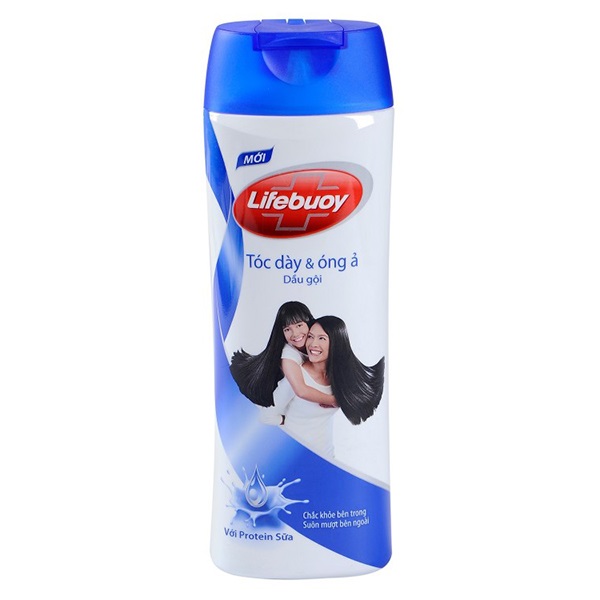 MỚI
Lifebuoy
Tóc dày & óng ả
Dầu gội
Chắc khỏe bên trong
Suôn mượt bên ngoài
Với Protein Sữa